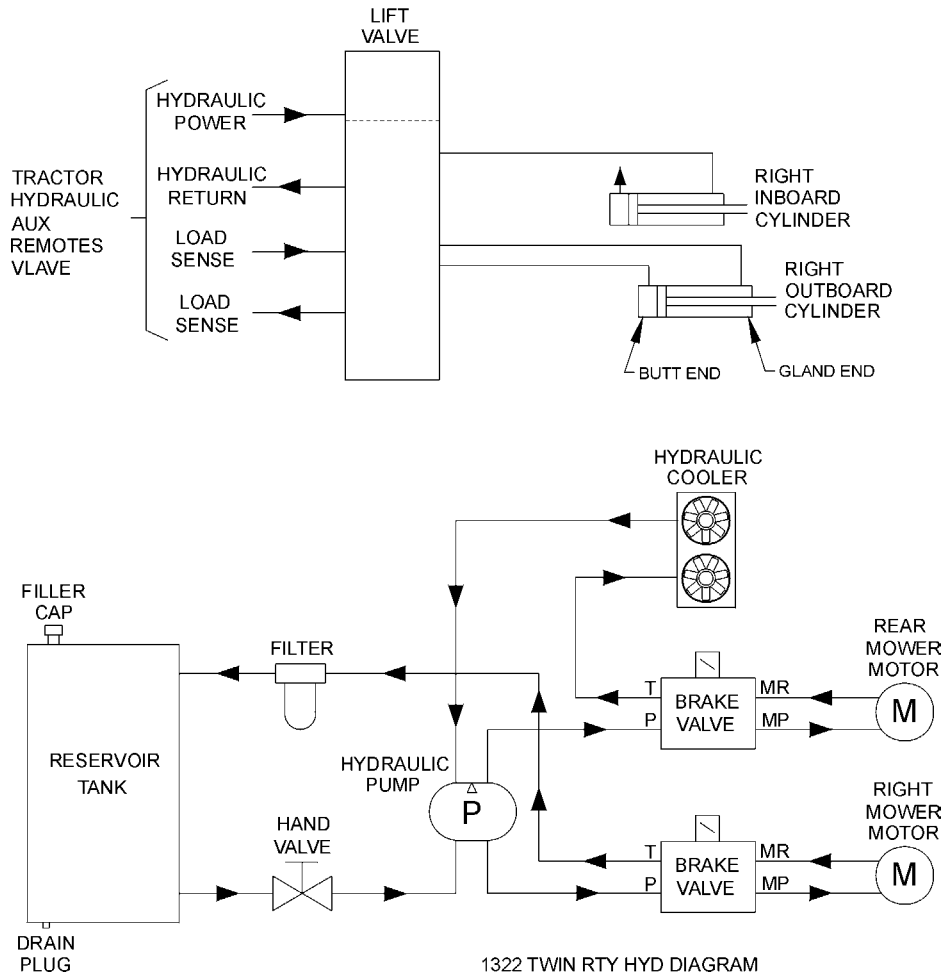 LIFT
VALVE
HYDRAULIC
POWER
HYDRAULIC
RETURN
TRACTOR
HYDRAULIC
AUX
REMOTES
VLAVE
LOAD
SENSE
LOAD
SENSE
RIGHT
INBOARD
CYLINDER
RIGHT
OUTBOARD
CYLINDER
BUTT END
GLAND END
HYDRAULIC
COOLER
FILLER
CAP
FILTER
REAR
MOWER
MOTOR
T
P
BRAKE
VALVE
MR
MP
M
RESERVOIR
TANK
HYDRAULIC
PUMP
P
HAND
VALVE
RIGHT
MOWER
MOTOR
T
P
BRAKE
VALVE
MR
MP
M
DRAIN
PLUG
1322 TWIN RTY HYD DIAGRAM